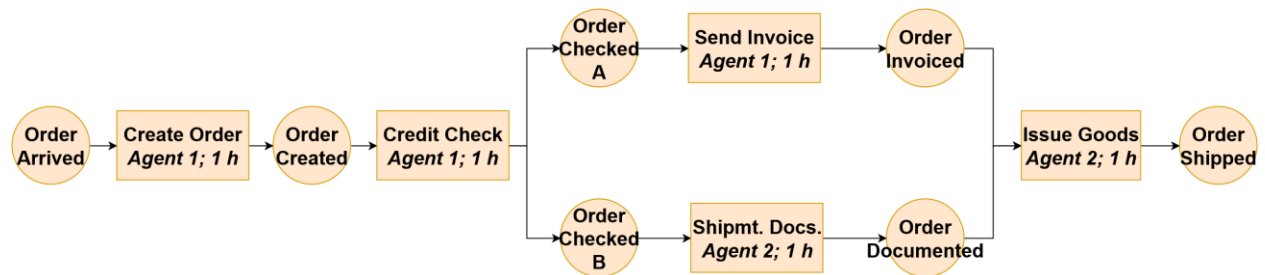 Order
Arrived
Create Order
Agent 1; 1 h
Order
Created
Credit Check
Agent 1; 1 h
Order
Checked
A
Send Invoice
Agent 1; 1 h
Order
Invoiced
Order
Checked
B
Shipmt. Docs.
Agent 2; 1 h
Order
Documented
Issue Goods
Agent 2; 1 h
Order
Shipped